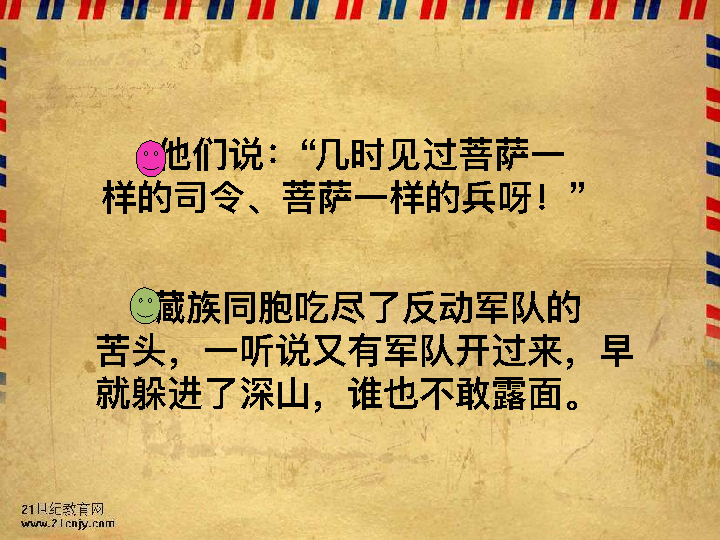 他们说：“几时见过菩萨一
样的司令、菩萨一样的兵呀！”
藏族同胞吃尽了反动军队的
苦头，一听说又有军队开过来，早
就躲进了深山，谁也不敢露面。
21世纪教育网
www.21cnjy.com